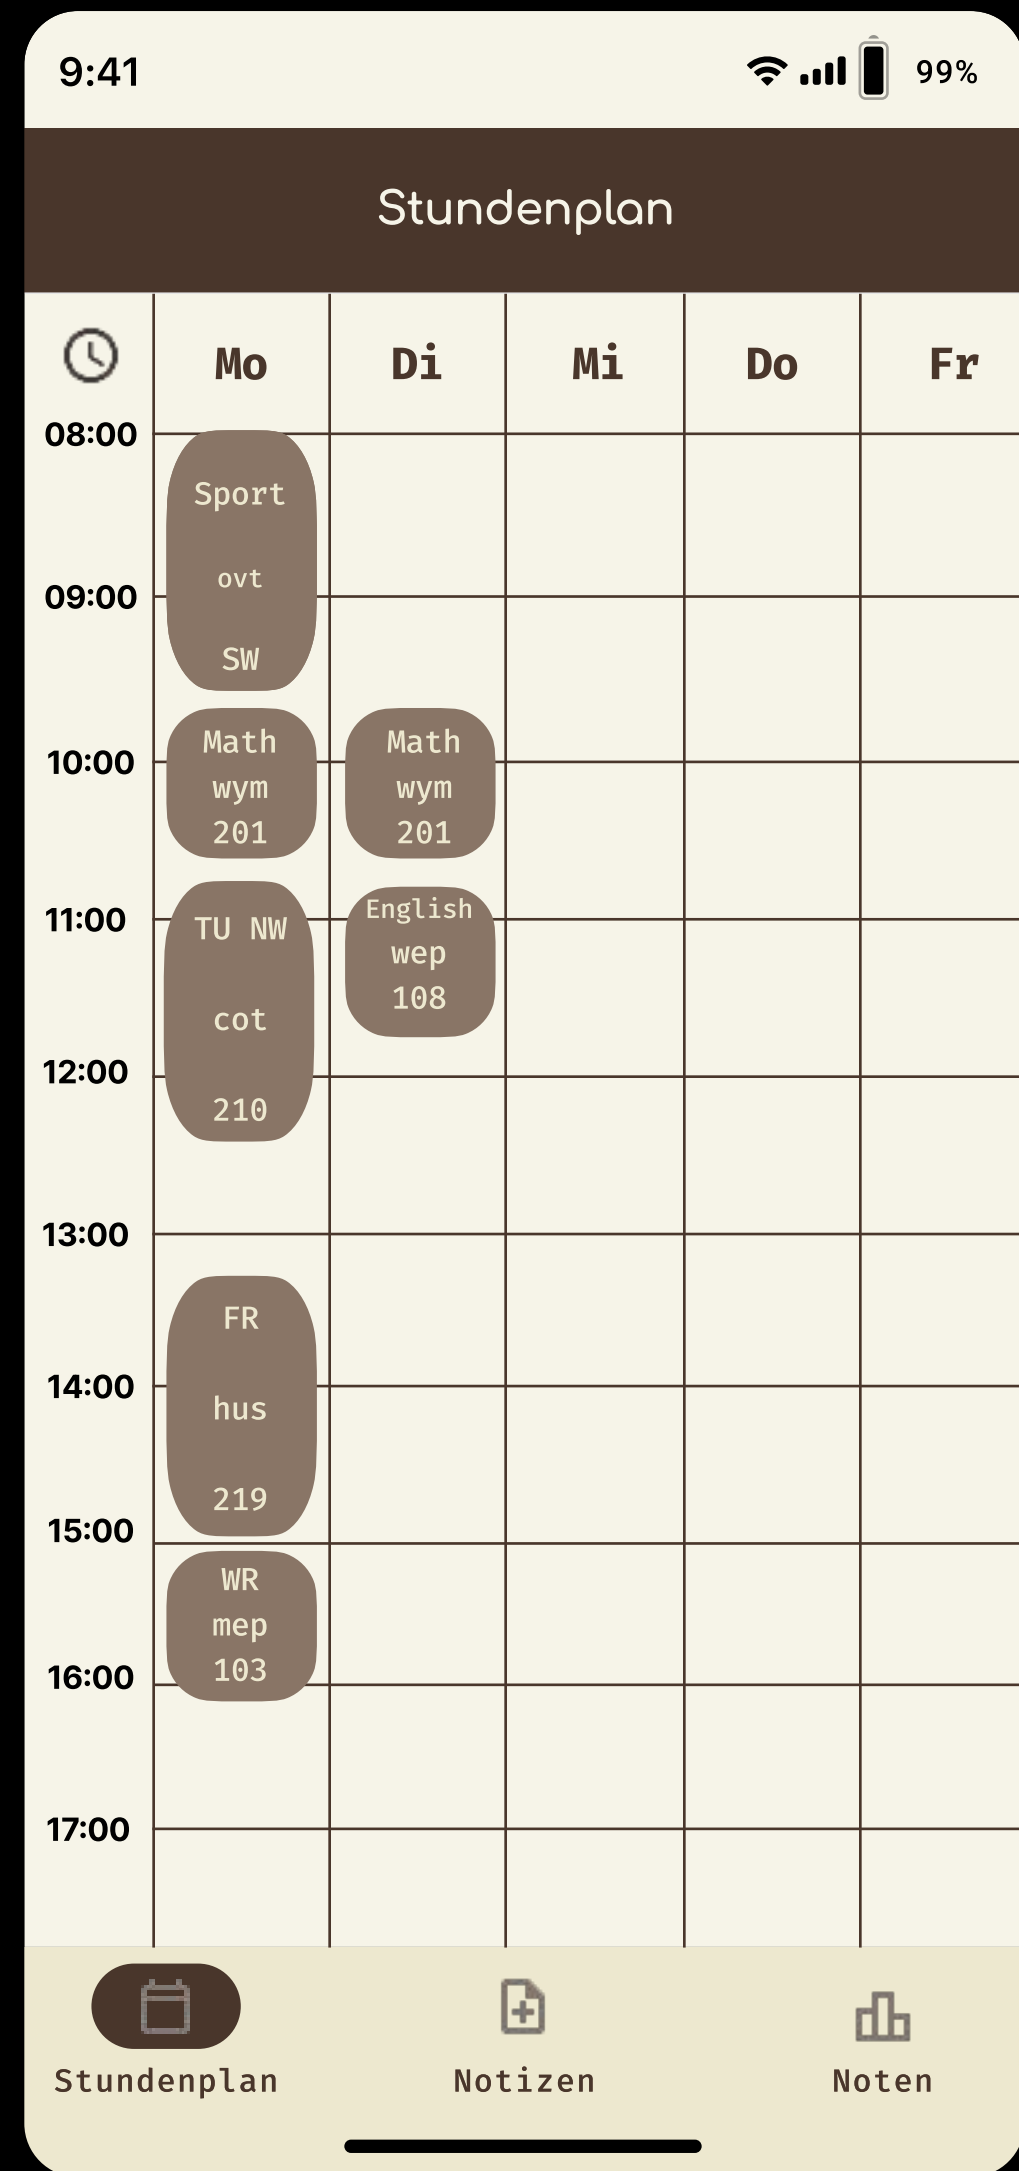 9:41
99%
Stundenplan
Mo Di Mi Do Fr
08:00
Sport
ovt
09:00
SW
Math Math
10:00
wym wym
201 201
English
11:00
TU NW
wep
108
cot
12:00
210
13:00
FR
14:00
hus
219
15:00
WR
mep
103
16:00
17:00
Stundenplan Notizen Noten